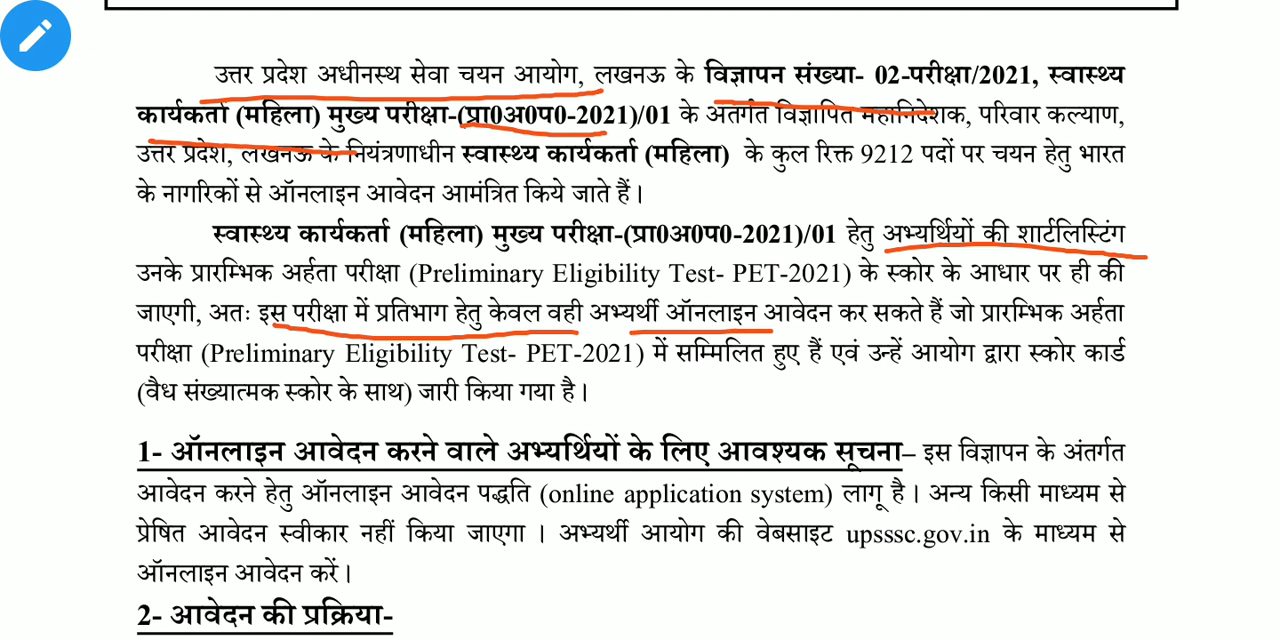 उत्तर प्रदेश अधीनस्थ सेवा चयन आयोग, लखनऊ के विज्ञापन संख्या- 02-परीक्षा/2021, स्वास्थ्य
कार्यकर्ता (महिला) मुख्य परीक्षा-(प्रा0अ0प0-2021)/01 के अंतर्गत विज्ञापित महानिदेशक, परिवार कल्याण,
उत्तर प्रदेश, लखनऊ के नियंत्रणाधीन स्वास्थ्य कार्यकर्ता (महिला) के कुल रिक्त 9212 पदों पर चयन हेतु भारत
के नागरिकों से ऑनलाइन आवेदन आमंत्रित किये जाते हैं।
स्वास्थ्य कार्यकर्ता (महिला) मुख्य परीक्षा-(प्रा0अ0प0-2021)/01 हेतु अभ्यर्थियों की शार्टलिस्टिंग
उनके प्रारम्भिक अर्हता परीक्षा (Preliminary Eligibility Test- PET-2021) के स्कोर के आधार पर ही की
जाएगी, अतः इस परीक्षा में प्रतिभाग हेतु केवल वही अभ्यर्थी ऑनलाइन आवेदन कर सकते हैं जो प्रारम्भिक अर्हता
परीक्षा (Preliminary Eligibility Test- PET-2021) में सम्मिलित हुए हैं एवं उन्हें आयोग द्वारा स्कोर कार्ड
(वैध संख्यात्मक स्कोर के साथ) जारी किया गया है।
1- ऑनलाइन आवेदन करने वाले अभ्यर्थियों के लिए आवश्यक सूचना– इस विज्ञापन के अंतर्गत
आवेदन करने हेतु ऑनलाइन आवेदन पद्धति (online application system) लागू है। अन्य किसी माध्यम से
प्रेषित आवेदन स्वीकार नहीं किया जाएगा । अभ्यर्थी आयोग की वेबसाइट upsssc.gov.in के माध्यम से
ऑनलाइन आवेदन करें।
2- आवेदन की प्रक्रिया-